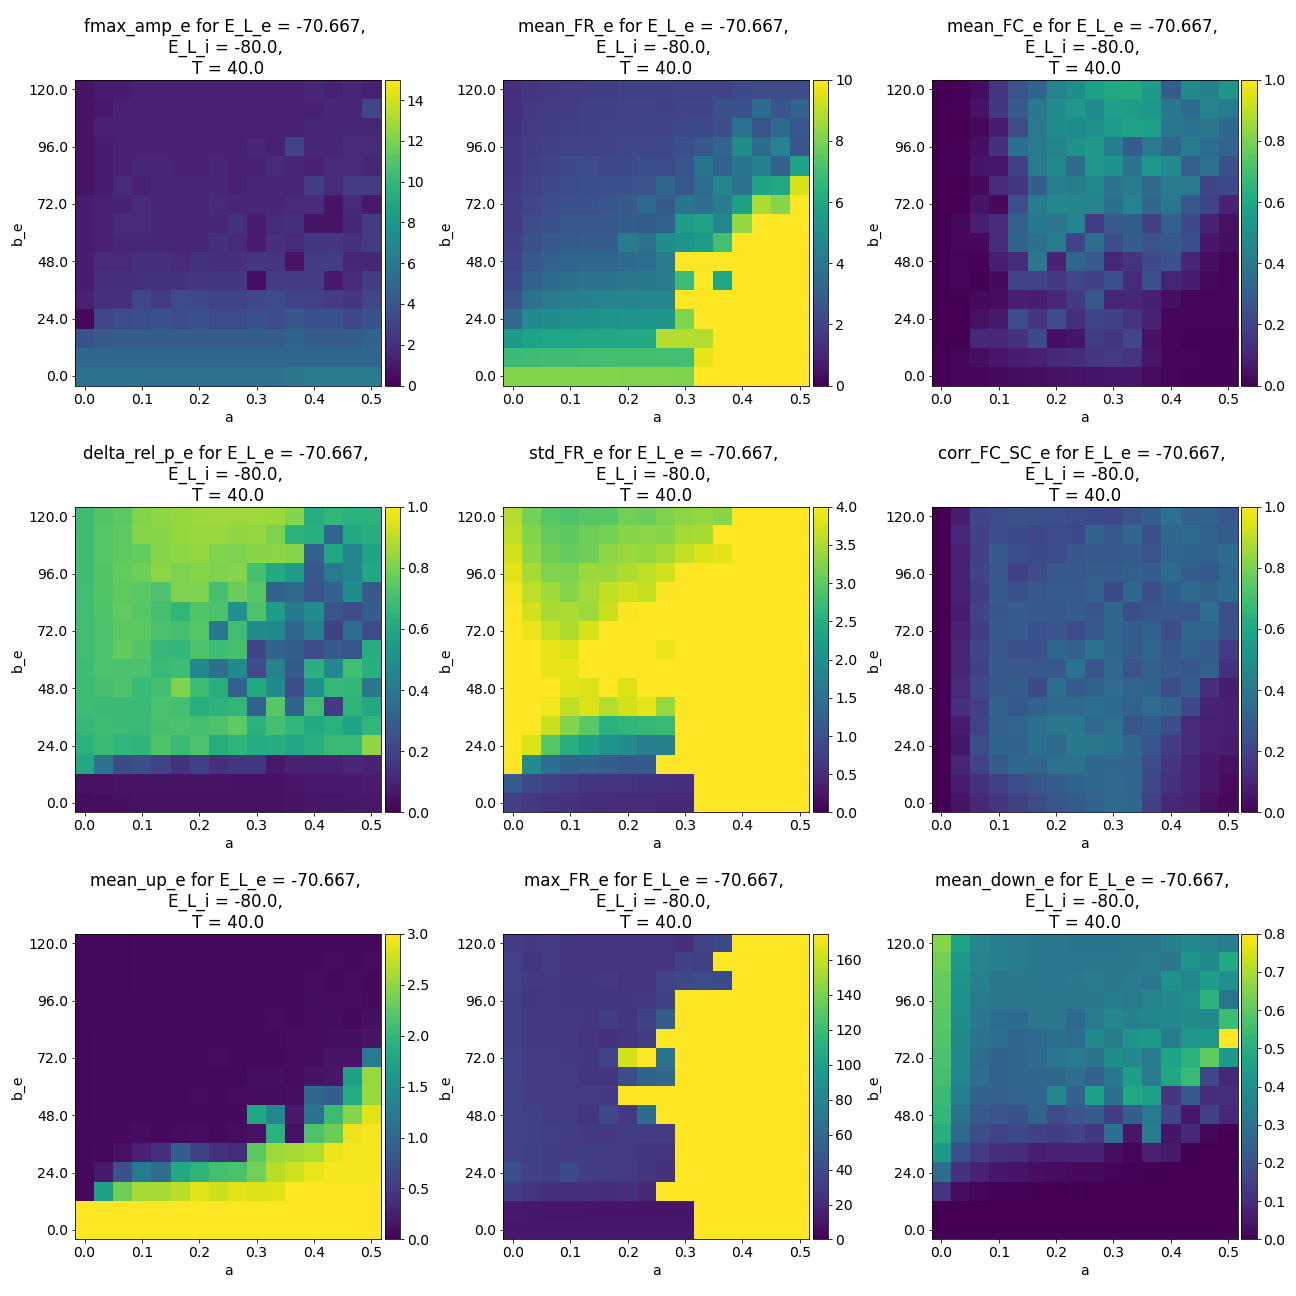 fmax_amp_e for E_L_e = -70.667,
E_L_i = -80.0,
T = 40.0
mean_FR_e for E_L_e = -70.667,
E_L_i = -80.0,
T = 40.0
mean_FC_e for E_L_e = -70.667,
E_L_i = -80.0,
T = 40.0
120.0
96.0
72.0
48.0
24.0
0.0
b_e
0.0 0.1 0.2 0.3 0.4 0.5
a
14
12
10
8
6
4
2
0
120.0
96.0
72.0
48.0
24.0
0.0
b_e
0.0 0.1 0.2 0.3 0.4 0.5
a
10
8
6
4
2
0
120.0
96.0
72.0
48.0
24.0
0.0
b_e
0.0 0.1 0.2 0.3 0.4 0.5
a
1.0
0.8
0.6
0.4
0.2
0.0
delta_rel_p_e for E_L_e = -70.667,
E_L_i = -80.0,
T = 40.0
std_FR_e for E_L_e = -70.667,
E_L_i = -80.0,
T = 40.0
corr_FC_SC_e for E_L_e = -70.667,
E_L_i = -80.0,
T = 40.0
120.0
96.0
72.0
48.0
24.0
0.0
b_e
0.0 0.1 0.2 0.3 0.4 0.5
a
1.0
0.8
0.6
0.4
0.2
0.0
120.0
96.0
72.0
48.0
24.0
0.0
b_e
0.0 0.1 0.2 0.3 0.4 0.5
a
4.0
3.5
3.0
2.5
2.0
1.5
1.0
0.5
0.0
120.0
96.0
72.0
48.0
24.0
0.0
b_e
0.0 0.1 0.2 0.3 0.4 0.5
a
1.0
0.8
0.6
0.4
0.2
0.0
mean_up_e for E_L_e = -70.667,
E_L_i = -80.0,
T = 40.0
max_FR_e for E_L_e = -70.667,
E_L_i = -80.0,
T = 40.0
mean_down_e for E_L_e = -70.667,
E_L_i = -80.0,
T = 40.0
120.0
96.0
72.0
48.0
24.0
0.0
b_e
0.0 0.1 0.2 0.3 0.4 0.5
a
3.0
2.5
2.0
1.5
1.0
0.5
0.0
120.0
96.0
72.0
48.0
24.0
0.0
b_e
0.0 0.1 0.2 0.3 0.4 0.5
a
160
140
120
100
80
60
40
20
0
120.0
96.0
72.0
48.0
24.0
0.0
b_e
0.0 0.1 0.2 0.3 0.4 0.5
a
0.8
0.7
0.6
0.5
0.4
0.3
0.2
0.1
0.0